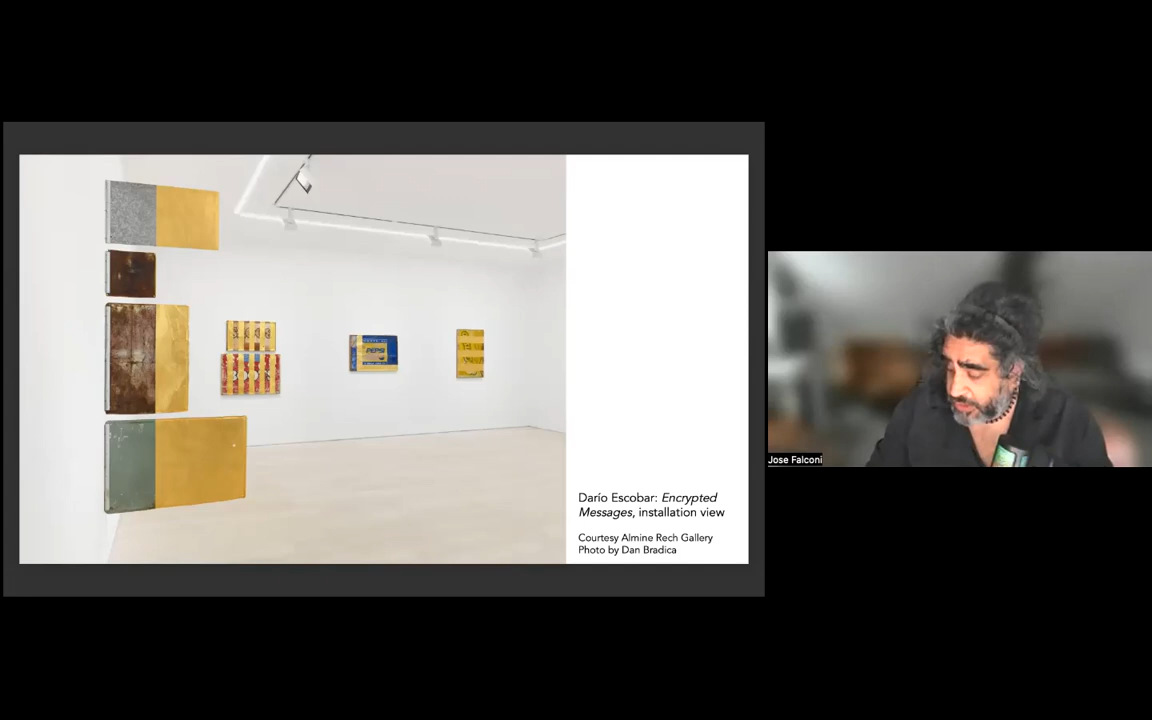 PEPSI
Darío Escobar: Encrypted
Messages, installation view
Courtesy Almine Rech Gallery
Photo by Dan Bradica
Jose Falconi